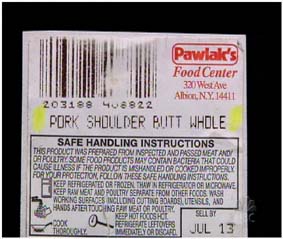 Pawlak's
Food Center
320 West Ave
Albion, N.Y. 14411
203188 406822
PORK SHOULDER BUTT WHOLE
SAFE HANDLING INSTRUCTIONS
THIS PRODUCT WAS PREPARED FROM INSPECTED AND PASSED MEAT AND/
OR POULTRY. SOME FOOD PRODUCTS MAY CONTAIN BACTERIA THAT COULD
CAUSE ILLNESS IF THE PRODUCT IS MISHANDLED OR COOKED IMPROPERLY.
FOR YOUR PROTECTION, FOLLOW THESE SAFE HANDLING INSTRUCTIONS.
KEEP REFRIGERATED OR FROZEN. THAW IN REFRIGERATOR OR MICROWAVE.
KEEP RAW MEAT AND POULTRY SEPARATE FROM OTHER FOODS. WASH
WORKING SURFACES (INCLUDING CUTTING BOARDS), UTENSILS, AND
HANDS AFTER TOUCHING RAW MEAT OR POULTRY.
COOK
THOROUGHLY.
KEEP HOT FOODS HOT.
REFRIGERATE LEFTOVERS
IMMEDIATELY OR DISCARD.
SELL BY
JUL 13